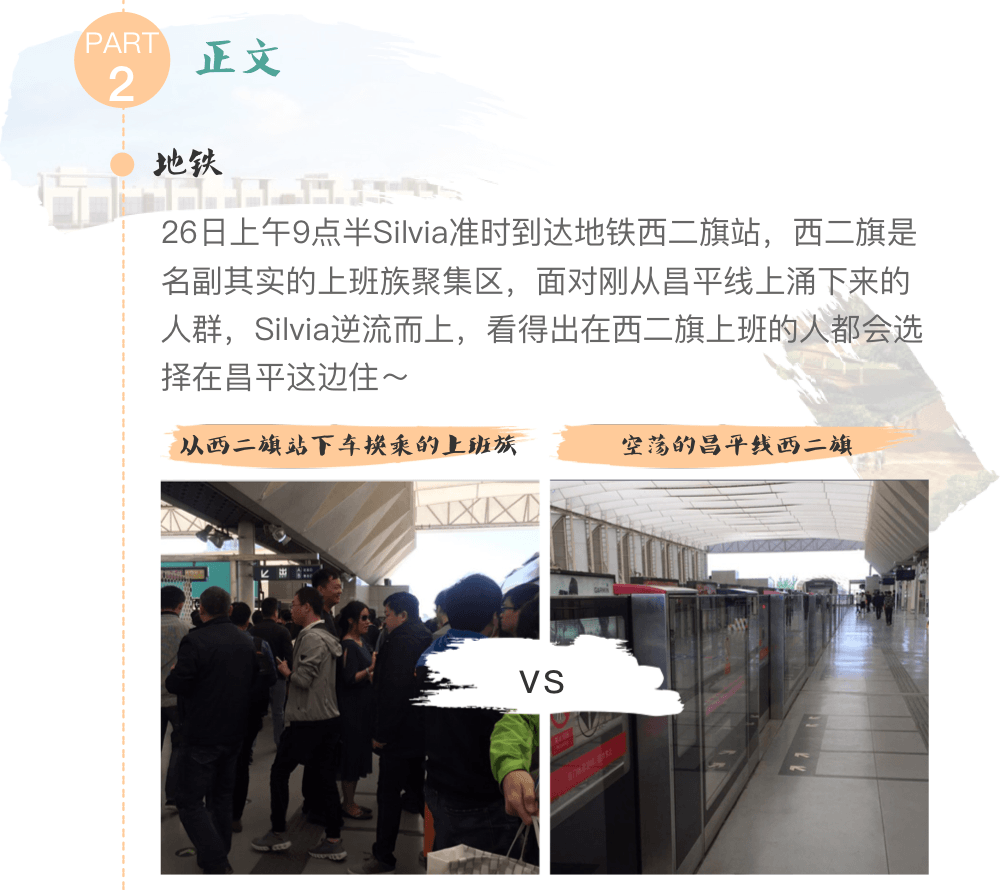 PART
2
正文
地铁
26日上午9点半Silvia准时到达地铁西二旗站，西二旗是
名副其实的上班族聚集区，面对刚从昌平线上涌下来的
人群，Silvia逆流而上，看得出在西二旗上班的人都会选
择在昌平这边住～
从西二旗站下车换乘的上班族
空荡的昌平线西二旗
vs